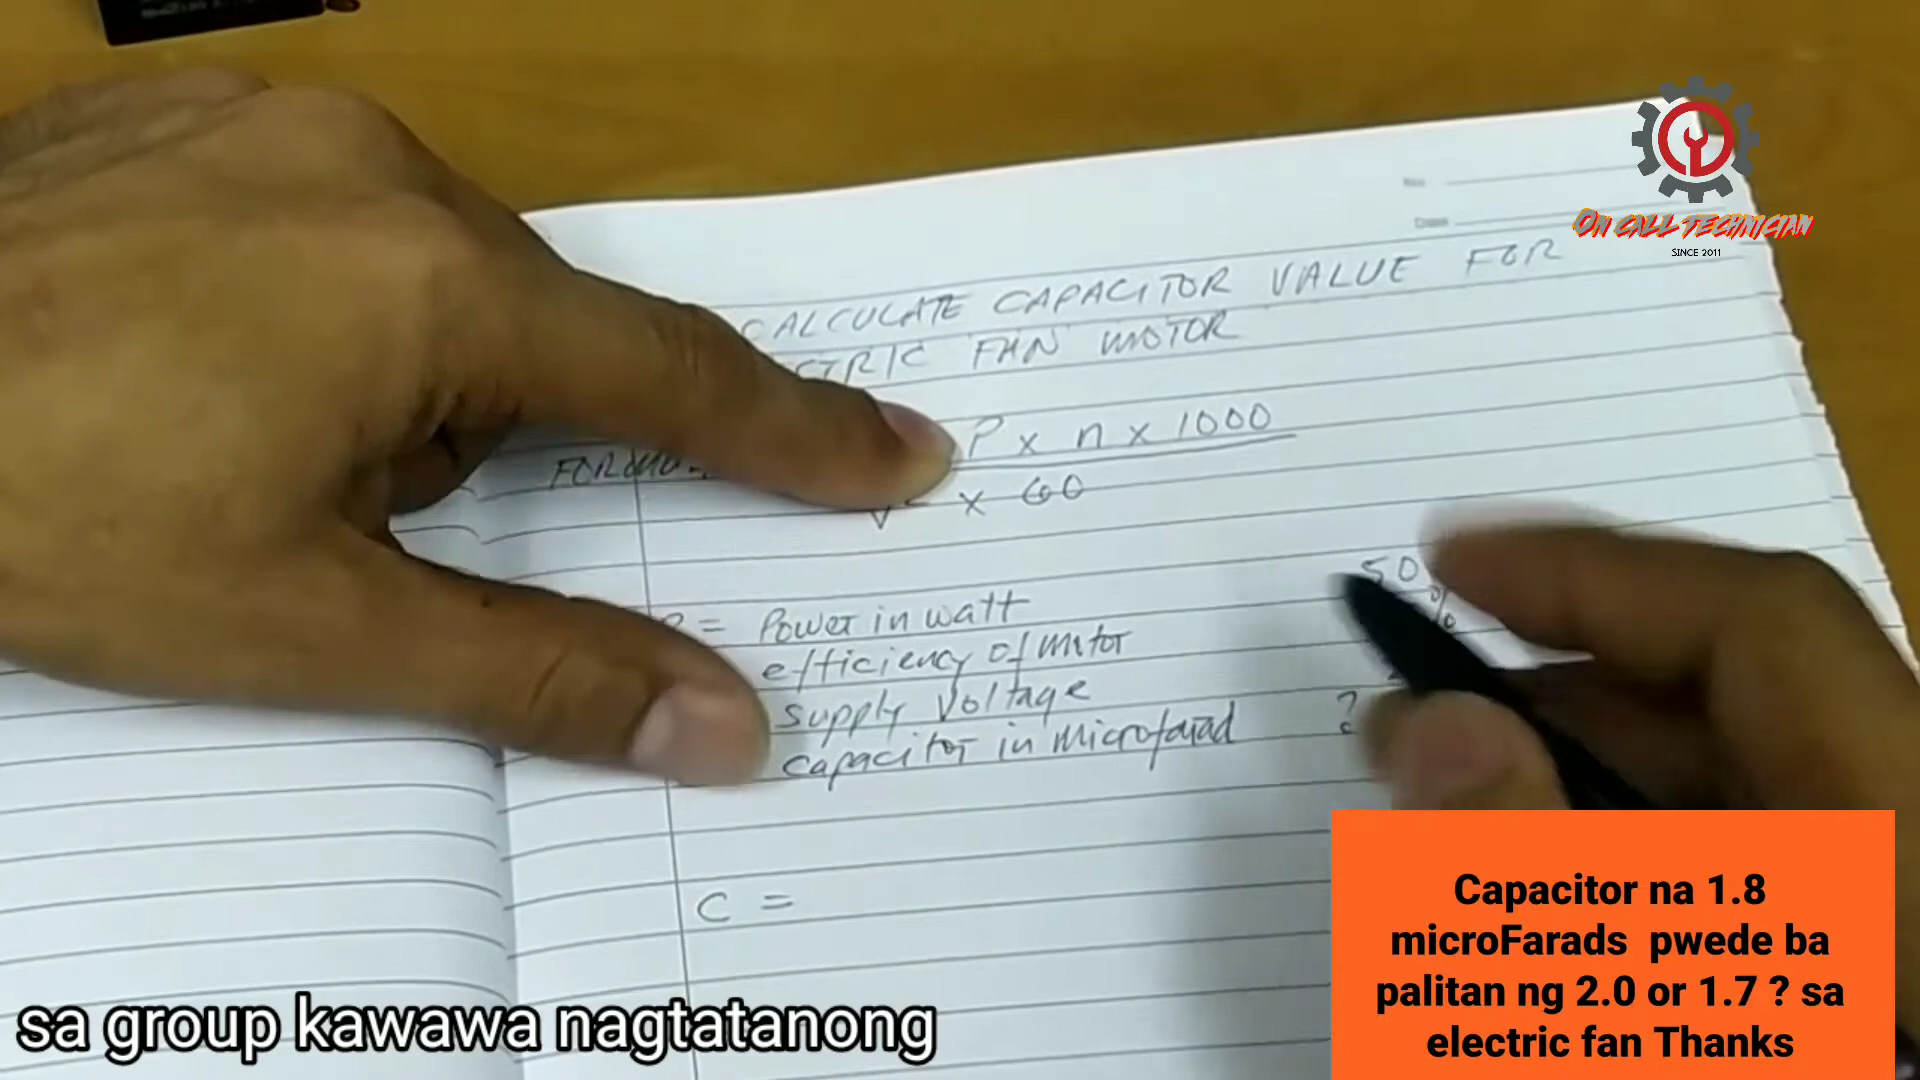 ON CALL TECHNICIAN
SINCE 2011
CALCULATE CAPACITOR VALUE FOR
FAN MOTOR
P x n x 1000
x 60
50
%
= Power in watt
efficiency of motor
supply voltage
capacitor in microfarad ?
C =
Capacitor na 1.8
microFarads pwede ba
palitan ng 2.0 or 1.7 ? sa
electric fan Thanks
sa group kawawa nagtatanong